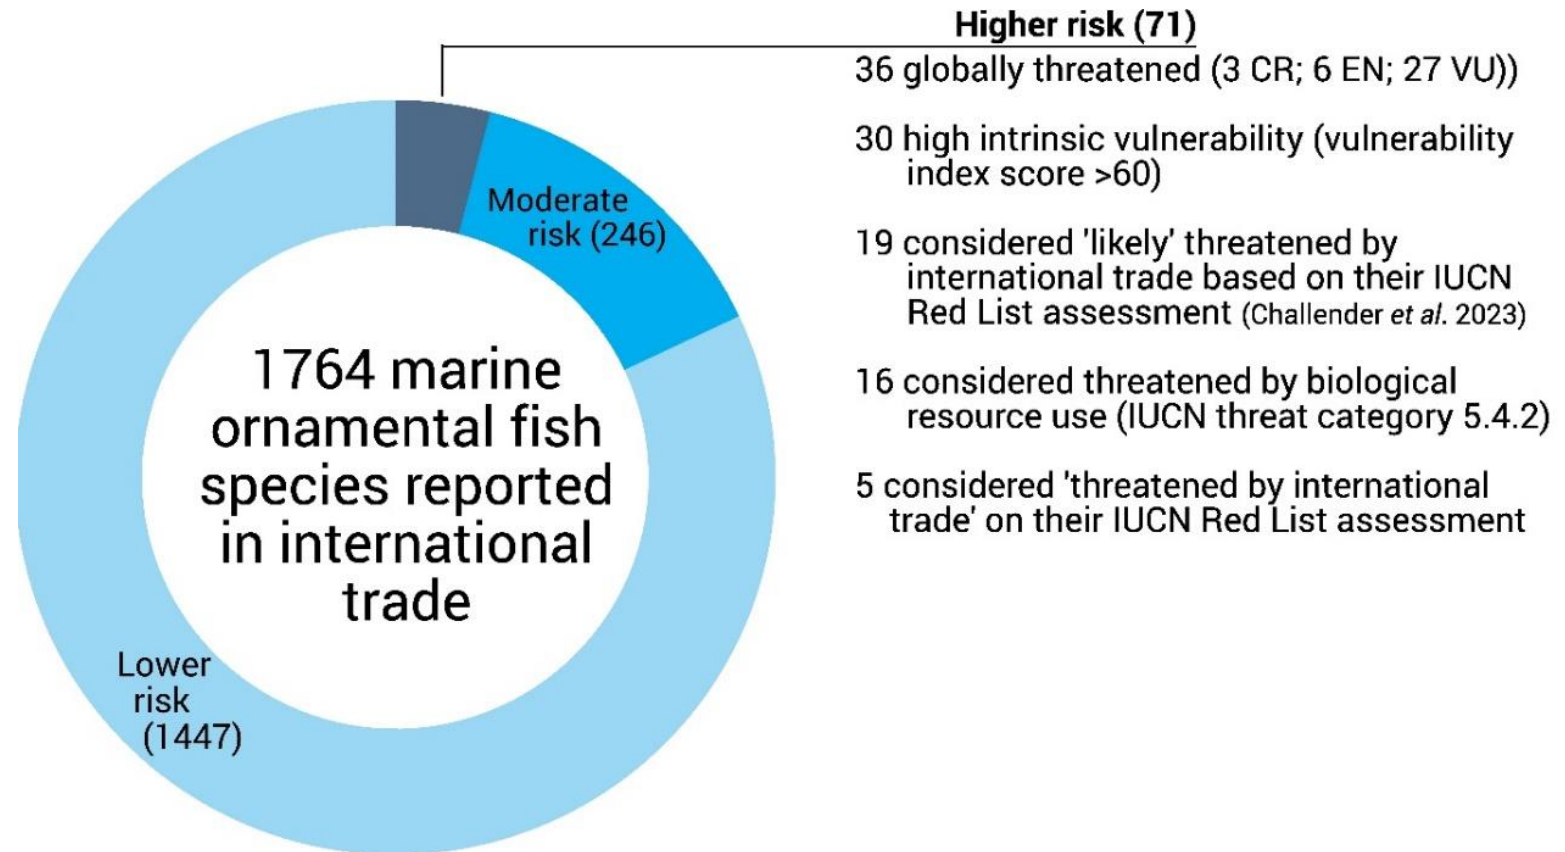 Higher risk (71)
36 globally threatened (3 CR; 6 EN; 27 VU))
30 high intrinsic vulnerability (vulnerability
index score >60)
19 considered 'likely' threatened by
international trade based on their IUCN
Red List assessment (Challender et al. 2023)
16 considered threatened by biological
resource use (IUCN threat category 5.4.2)
5 considered 'threatened by international
trade' on their IUCN Red List assessment
Moderate
risk (246)
1764 marine
ornamental fish
species reported
in international
trade
Lower
risk
(1447)